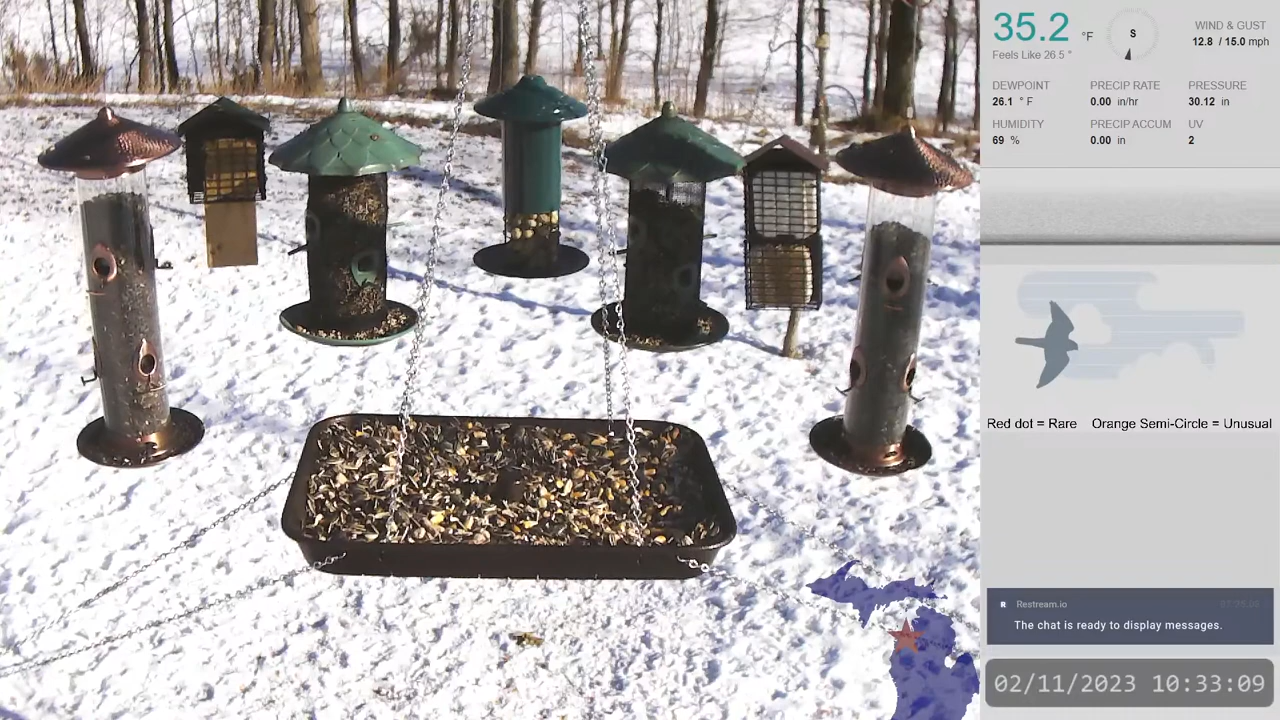 35.2 °F
Feels Like 26.5 °
S
WIND & GUST
12.8 / 15.0 mph
DEWPOINT
26.1 ° F
PRECIP RATE
0.00 in/hr
PRESSURE
30.12 in
HUMIDITY
69 %
PRECIP ACCUM
0.00 in
UV
2
Red dot = Rare Orange Semi-Circle = Unusual
R Restream.io
The chat is ready to display messages.
02/11/2023 10:33:09